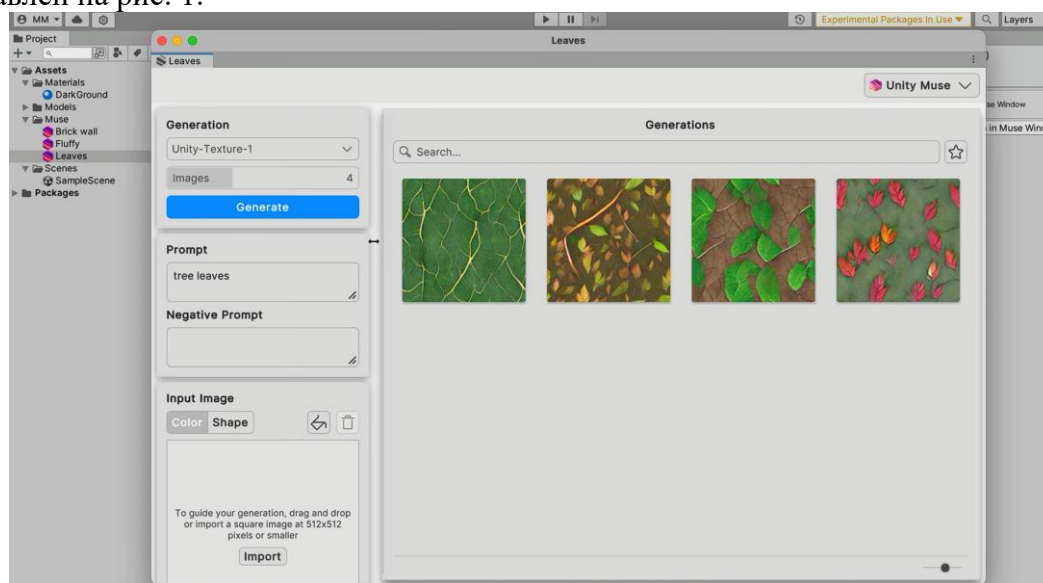 авлен на рис. 1.
MM
Experimental Packages In Use
Layers
Project
Leaves
Leaves
Assets
Materials
DarkGround
Models
Muse
Brick wall
Fluffy
Leaves
Scenes
SampleScene
Packages
Unity Muse
se Window
in Muse Wind
Generation
Unity-Texture-1
Images 4
Generate
Prompt
tree leaves
Negative Prompt
Input Image
Color Shape
To guide your generation, drag and drop
or import a square image at 512x512
pixels or smaller
Import
Generations
Search...